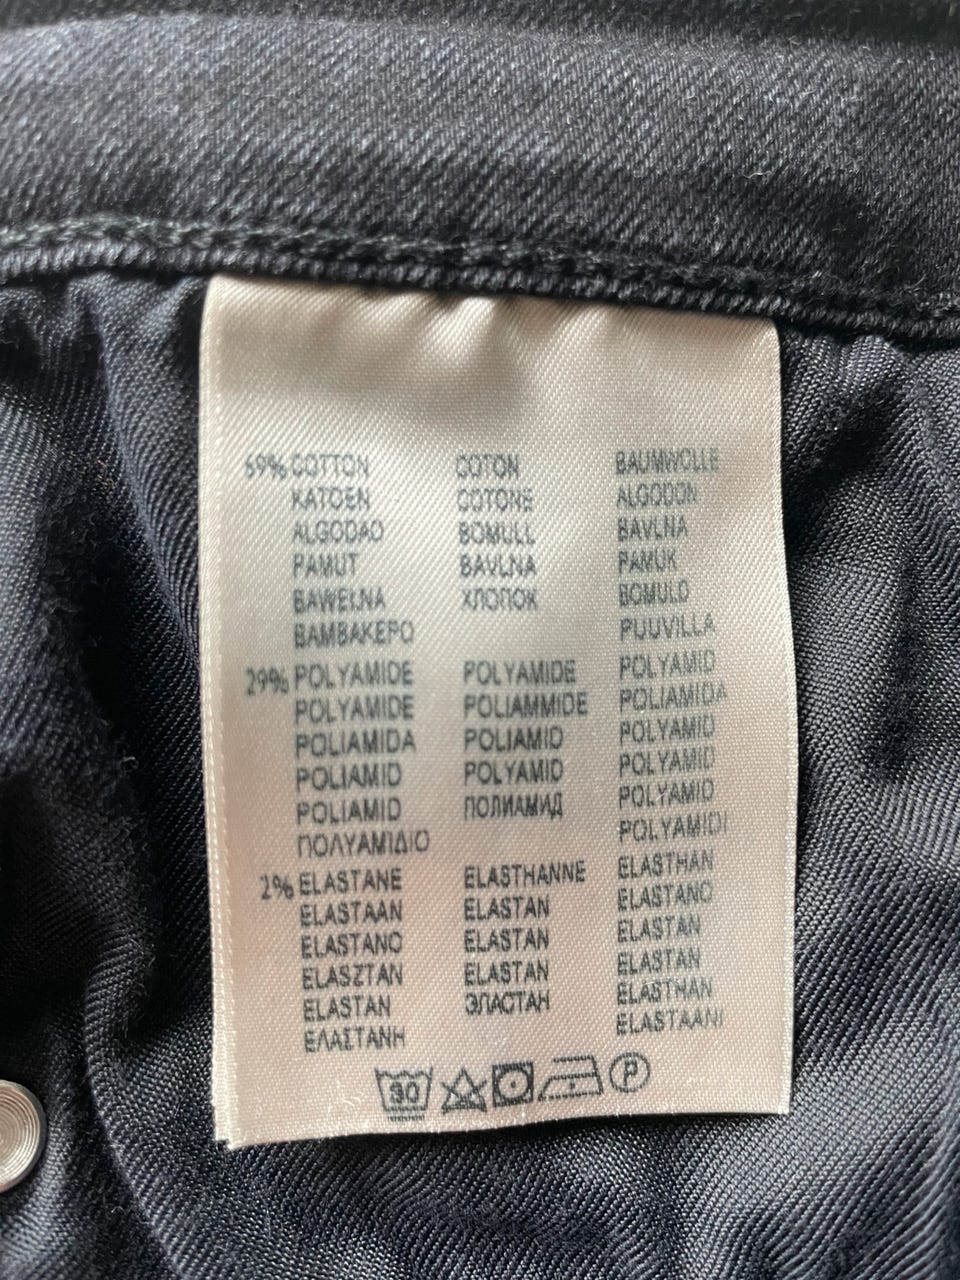 69% COTTON COTON BAUMWOLLE
KATOEN COTONE ALGODON
ALGODAO BOMULL BAVLNA
PAMUT BAVLNA PAMUK
BAWEŁNA ХЛОПОК BOMULD
ΒΑΜΒΑΚΕΡΟ PUUVILLA
29% POLYAMIDE POLYAMIDE POLYAMID
POLYAMIDE POLIAMMIDE POLIAMIDA
POLIAMIDA POLIAMID POLYAMID
POLIAMID POLYAMID POLYAMID
POLIAMID ПОЛИАМИД POLYAMID
ΠΟΛΥΑΜΙΔΙΟ POLYAMIDI
2% ELASTANE ELASTHANNE ELASTHAN
ELASTAAN ELASTAN ELASTANO
ELASTANO ELASTAN ELASTAN
ELASZTAN ELASTAN ELASTAN
ELASTAN ЭЛАСТАН ELASTHAN
ΕΛΑΣΤΑΝΗ ELASTAANI
30 P